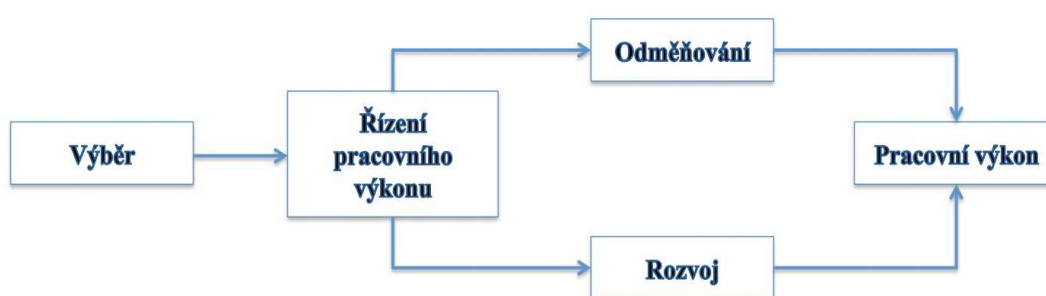 Odměňování
Výběr
Řízení
pracovního
výkonu
Pracovní výkon
Rozvoj